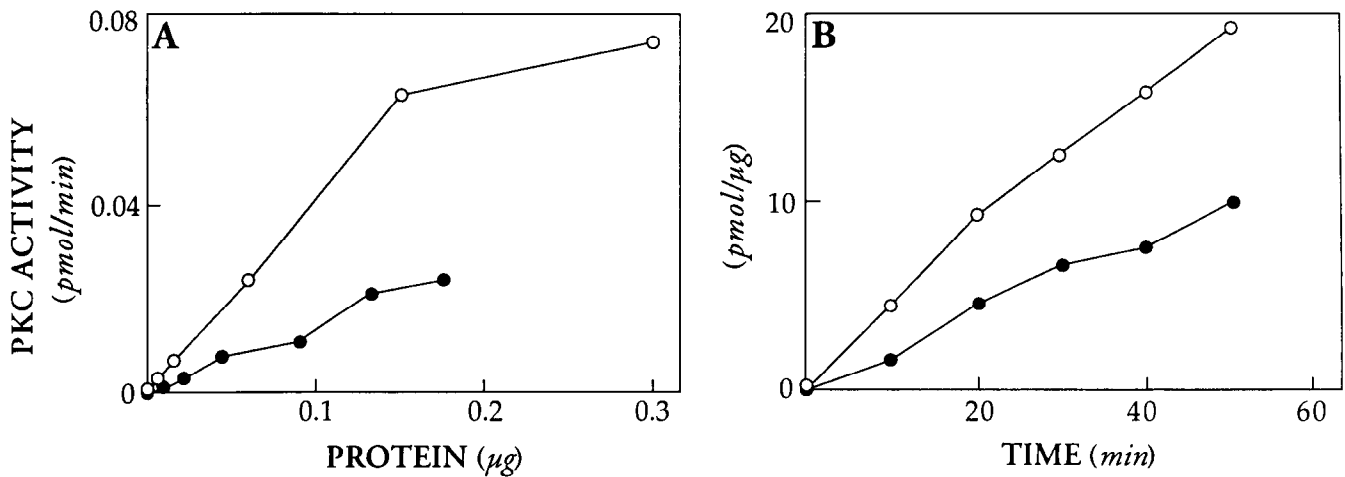 A
PKC ACTIVITY
(pmol/min)
0.08
0.04
0
0.1
0.2
0.3
PROTEIN (µg)
B
(pmol/µg)
20
10
0
20
40
60
TIME (min)